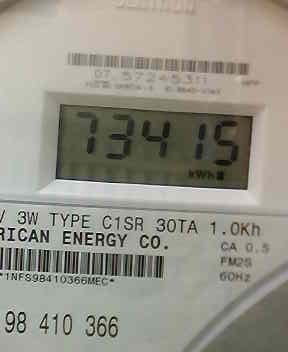 07 57245311
73415
kWh
V 3W TYPE C1SR 30TA 1.0Kh
RICAN ENERGY CO.
CA 0.5
FM2S
60Hz
*1NFS98410366MEC*
98 410 366